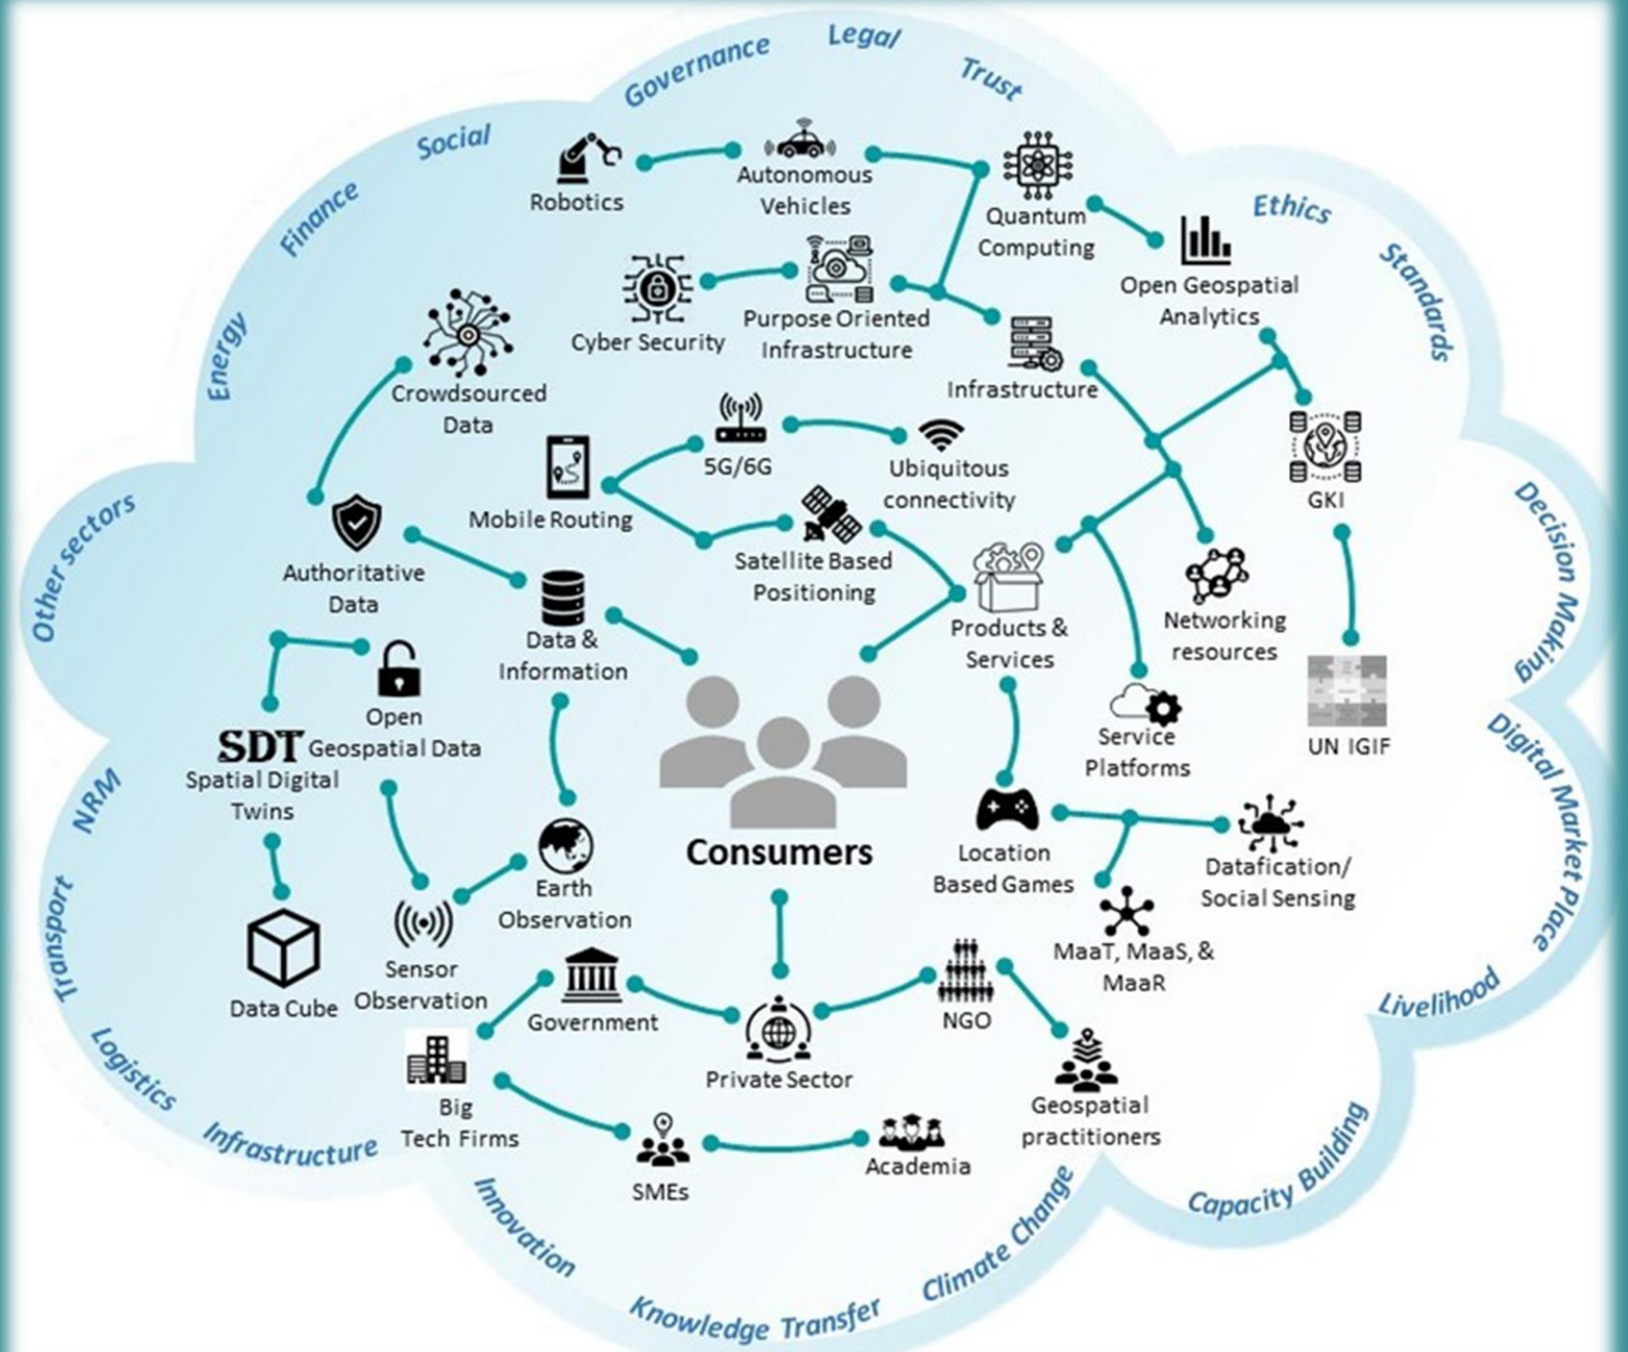 Governance
Legal
Trust
Social
Finance
Energy
Other sectors
NRM
Transport
Logistics
Infrastructure
Innovation
Knowledge Transfer
Climate Change
Capacity Building
Livelihood
Digital Market Place
Decision Making
Standards
Ethics
Robotics
Autonomous
Vehicles
Quantum
Computing
Open Geospatial
Analytics
Cyber Security
Purpose Oriented
Infrastructure
Infrastructure
Crowdsourced
Data
5G/6G
Ubiquitous
connectivity
GKI
Mobile Routing
Satellite Based
Positioning
Authoritative
Data
Data &
Information
Products &
Services
Networking
resources
Open
Geospatial Data
SDT
Spatial Digital
Twins
Service
Platforms
UN IGIF
Consumers
Earth
Observation
Location
Based Games
Datafication/
Social Sensing
Data Cube
Sensor
Observation
MaaT, MaaS, &
MaaR
Government
NGO
Private Sector
Big
Tech Firms
Geospatial
practitioners
SMEs
Academia